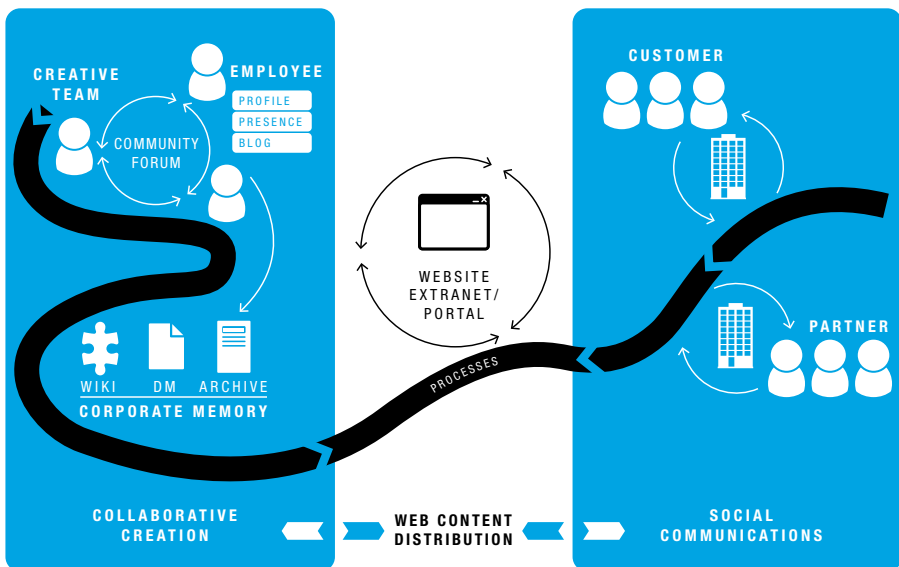 CREATIVE
TEAM
EMPLOYEE
PROFILE
PRESENCE
BLOG
COMMUNITY
FORUM
WIKI
DM
ARCHIVE
CORPORATE MEMORY
WEBSITE
EXTRANET/
PORTAL
PROCESSES
CUSTOMER
PARTNER
COLLABORATIVE
CREATION
WEB CONTENT
DISTRIBUTION
SOCIAL
COMMUNICATIONS